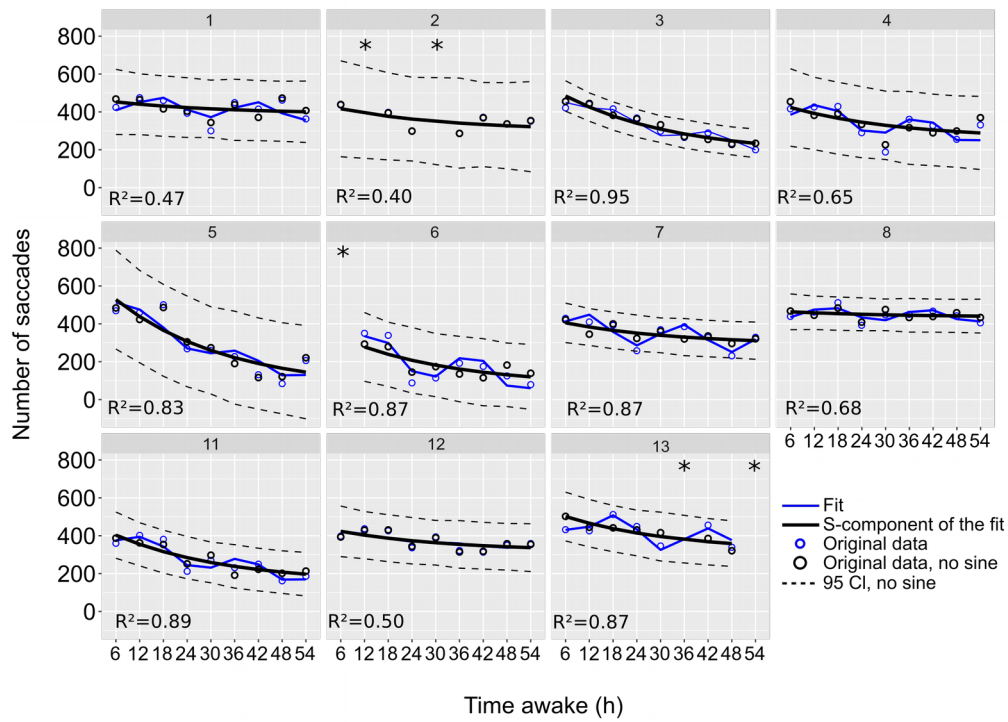 1 2 3 4
800
600
400
200
0
* *
R²=0.47 R²=0.40 R²=0.95 R²=0.65
5 6 7 8
800
600
400
200
0
*
R²=0.83 R²=0.87 R²=0.87 R²=0.68
6 12 18 24 30 36 42 48 54
11 12 13
800
600
400
200
0
* *
R²=0.89 R²=0.50 R²=0.87
6 12 18 24 30 36 42 48 54 6 12 18 24 30 36 42 48 54 6 12 18 24 30 36 42 48 54
Number of saccades
Time awake (h)
Fit
S-component of the fit
Original data
Original data, no sine
95 CI, no sine